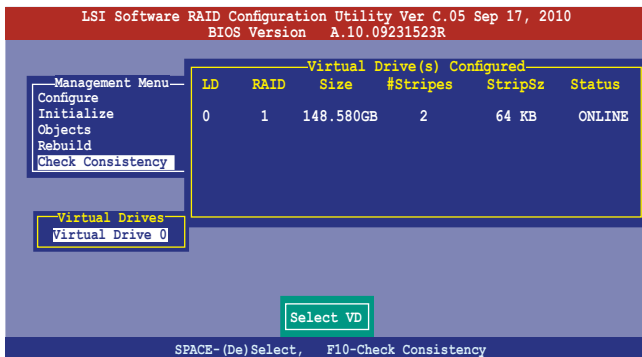 LSI Software RAID Configuration Utility Ver C.05 Sep 17, 2010
BIOS Version A.10.09231523R
Virtual Drive(s) Configured
LD RAID Size #Stripes StripSz Status
0 1 148.580GB 2 64 KB ONLINE
Management Menu
Configure
Initialize
Objects
Rebuild
Check Consistency
Virtual Drives
Virtual Drive 0
Select VD
SPACE-(De)Select, F10-Check Consistency